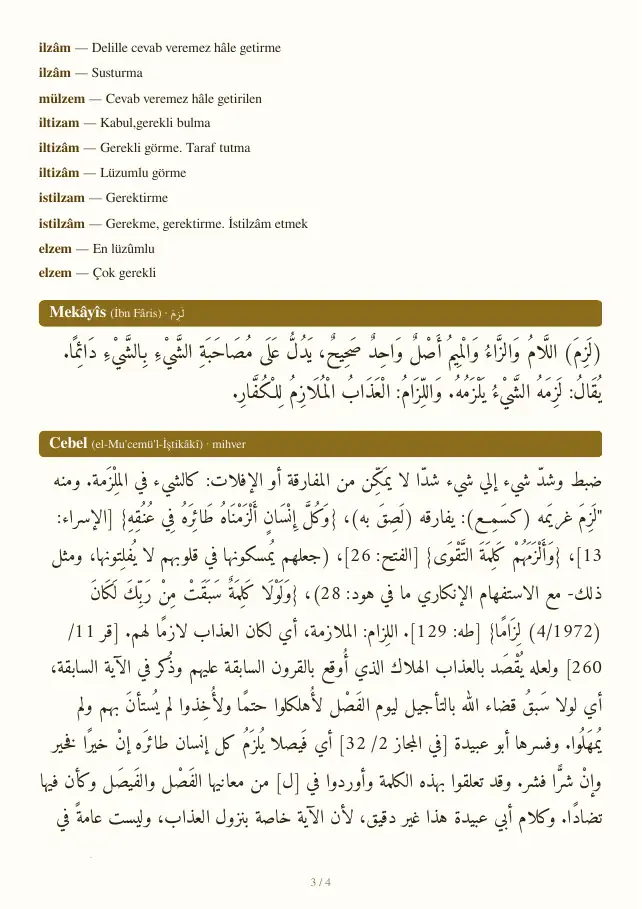 ilzâm — Delille cevab veremez hâle getirme
ilzâm — Susturma
mülzem — Cevab veremez hâle getirilen
iltizam — Kabul,gerekli bulma
iltizâm — Gerekli görme. Taraf tutma
iltizâm — Lüzumlu görme
istilzam — Gerektirme
istilzâm — Gerekme, gerektirme. İstilzâm etmek
elzem — En lüzûmlu
elzem — Çok gerekli
Mekâyîs (İbn Fâris) · لَزِمَ
(لَزِمَ) اللَّامُ وَالزَّاءُ وَالْمِيمُ أَصْلٌ وَاحِدٌ صَحِيحٌ، يَدُلُّ عَلَى مُصَاحَبَةِ الشَّيْءِ بِالشَّيْءِ دَائِمًا.
يُقَالُ: لَزِمَهُ الشَّيْءُ يَلْزَمُهُ. وَاللِّزَامُ: الْعَذَابُ الْمُلَازِمُ لِلْكُفَّارِ.
Cebel (el-Mu'cemü'l-İştikâkî) · mihver
ضبط وشدّ شيء إلي شيء شدّا لا يمَكِّن من المفارقة أو الإفلات: كالشيء في المِلْزَمة. ومنه
"لَزِمَ غريمَه (كسَمِـع): يفارقه (لَصِقَ به)، {وَكُلَّ إِنْسَانٍ أَلْزَمْنَاهُ طَائِرَهُ فِي عُنُقِهِ} [الإسراء:
13]، {وَأَلْزَمَهُمْ كَلِمَةَ التَّقْوَى} [الفتح: 26]، (جعلهم يُمسكونها في قلوبهم لا يُفلِتونها، ومثل
ذلك- مع الاستفهام الإنكاري ما في هود: 28)، {وَلَوْلَا كَلِمَةٌ سَبَقَتْ مِنْ رَبِّكَ لَكَانَ
(4/1972) لِزَامًا} [طه: 129]. اللِزام: الملازمة، أي لكان العذاب لازمًا لهم. [قر 11/
260] ولعله يُقْصَد بالعذاب الهلاك الذي أُوقع بالقرون السابقة عليهم وذُكر في الآية السابقة،
أي لولا سَبقُ قضاء الله بالتأجيل ليوم الفَصْل لأُهلكوا حتمًا ولأُخِذوا لم يُستأنَ بهم ولم
يُمهَلُوا. وفسرها أبو عبيدة [في المجاز 2/ 32] أي فَيصلا يُلزَمُ كل إنسان طائرَه إنْ خيرًا فخير
وإنْ شرًّا فشر. وقد تعلقوا بهذه الكلمة وأوردوا في [ل] من معانيها الفَصْل والفَيصَل وكأن فيها
تضادًا. وكلام أبي عبيدة هذا غير دقيق، لأن الآية خاصة بنزول العذاب، وليست عامةً في
3 / 4